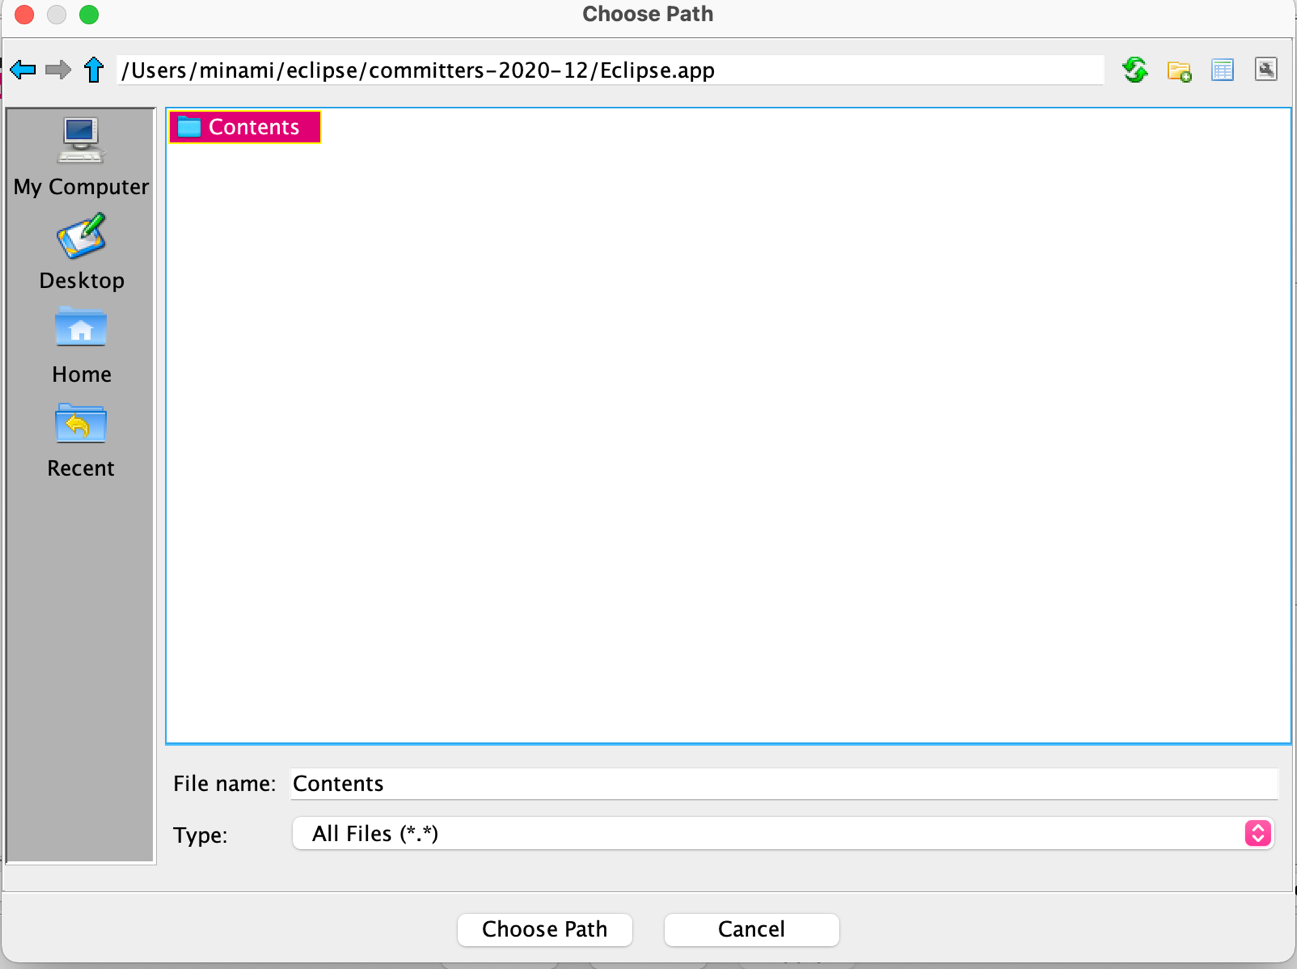 Choose Path
/Users/minami/eclipse/committers-2020-12/Eclipse.app
My Computer
Desktop
Home
Recent
Contents
File name: Contents
Type: All Files (*.*)
Choose Path Cancel